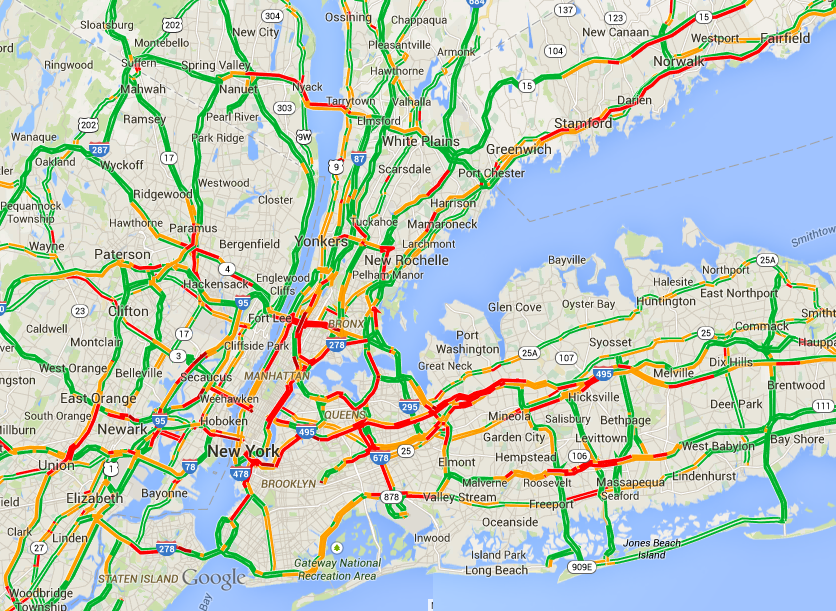 Ossining
Chappaqua
684
137
123
15
Sloatsburg
202
304
New City
New Canaan
Westport
Fairfield
Montebello
Pleasantville
Armonk
104
Ringwood
Suffern
Spring Valley
Hawthorne
Norwalk
Mahwah
Nanuet
Nyack
Tarrytown
Valhalla
15
Darien
202
Ramsey
Pearl River
303
Elmsford
Stamford
Wanaque
Park Ridge
9W
White Plains
287
Greenwich
Oakland
Wyckoff
17
9
87
Scarsdale
Port Chester
Westwood
Pequannock
Township
Ridgewood
Closter
Harrison
Hawthorne
Paramus
Tuckahoe
Mamaroneck
Wayne
Bergenfield
Yonkers
Larchmont
Smithtow
Paterson
New Rochelle
Bayville
25A
4
Hackensack
Englewood
Cliffs
Pelham Manor
Northport
Halesite
East Northport
95
Glen Cove
Oyster Bay
Huntington
23
Clifton
Fort Lee
BRONX
Smitht
Caldwell
17
Port
Washington
25
Commack
Montclair
Cliffside Park
278
Syosset
Haupp
3
25A
107
Dix Hills
West Orange
Belleville
Secaucus
MANHATTAN
Great Neck
495
Melville
Brentwood
ngston
East Orange
Weehawken
295
Hicksville
Deer Park
111
South Orange
95
Hoboken
QUEENS
Mineola
Salisbury
Bethpage
Millburn
Newark
495
Garden City
Levittown
West Babylon
Bay Shore
Union
1
New York
678
25
Elmont
Hempstead
106
78
478
BROOKLYN
Malverne
Roosevelt
Massapequa
Lindenhurst
Elizabeth
Bayonne
878
Valley Stream
Freeport
Seaford
Clark
Linden
Inwood
Oceanside
27
278
Gateway National
Recreation Area
Island Park
Long Beach
Jones Beach
Island
STATEN ISLAND
Google
909E
Woodbridge
Township
Bay